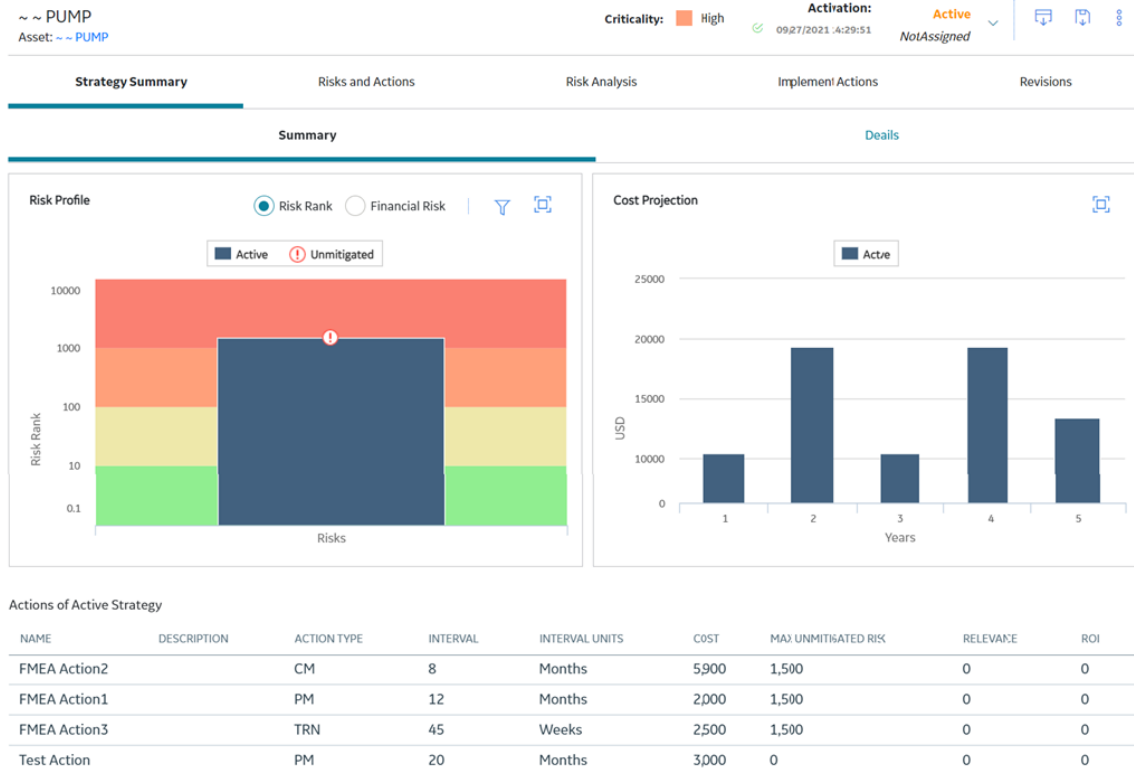 ~ ~ PUMP
Asset: ~ ~ PUMP
Criticality: High
Activation:
09/27/2021 14:29:51
Active
NotAssigned
Strategy Summary Risks and Actions Risk Analysis Implement Actions Revisions
Summary Deails
Risk Profile
Risk Rank Financial Risk
Active Unmitigated
10000
1000
100
10
0.1
Risk Rank
Risks
Cost Projection
Active
25000
20000
15000
10000
0
USD
1 2 3 4 5
Years
Actions of Active Strategy
NAME DESCRIPTION ACTION TYPE INTERVAL INTERVAL UNITS COST MAX UNMITIGATED RISK RELEVANCE ROI
FMEA Action2 CM 8 Months 5,900 1,500 0 0
FMEA Action1 PM 12 Months 2,000 1,500 0 0
FMEA Action3 TRN 45 Weeks 2,500 1,500 0 0
Test Action PM 20 Months 3,000 0 0 0